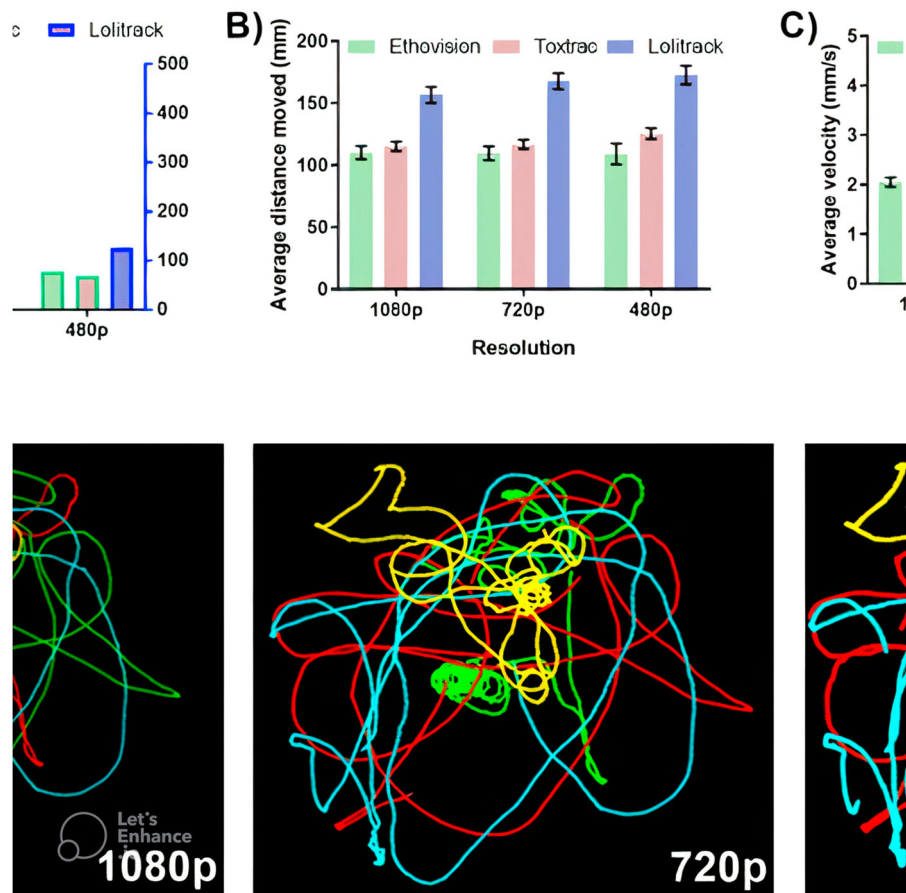 c Lolitrack
500
400
300
200
100
0
480p
B)
Average distance moved (mm)
200
150
100
50
0
Ethovision Toxtrac Lolitrack
1080p 720p 480p
Resolution
C)
Average velocity (mm/s)
5
4
3
2
1
0
1
Let's
Enhance
1080p
720p